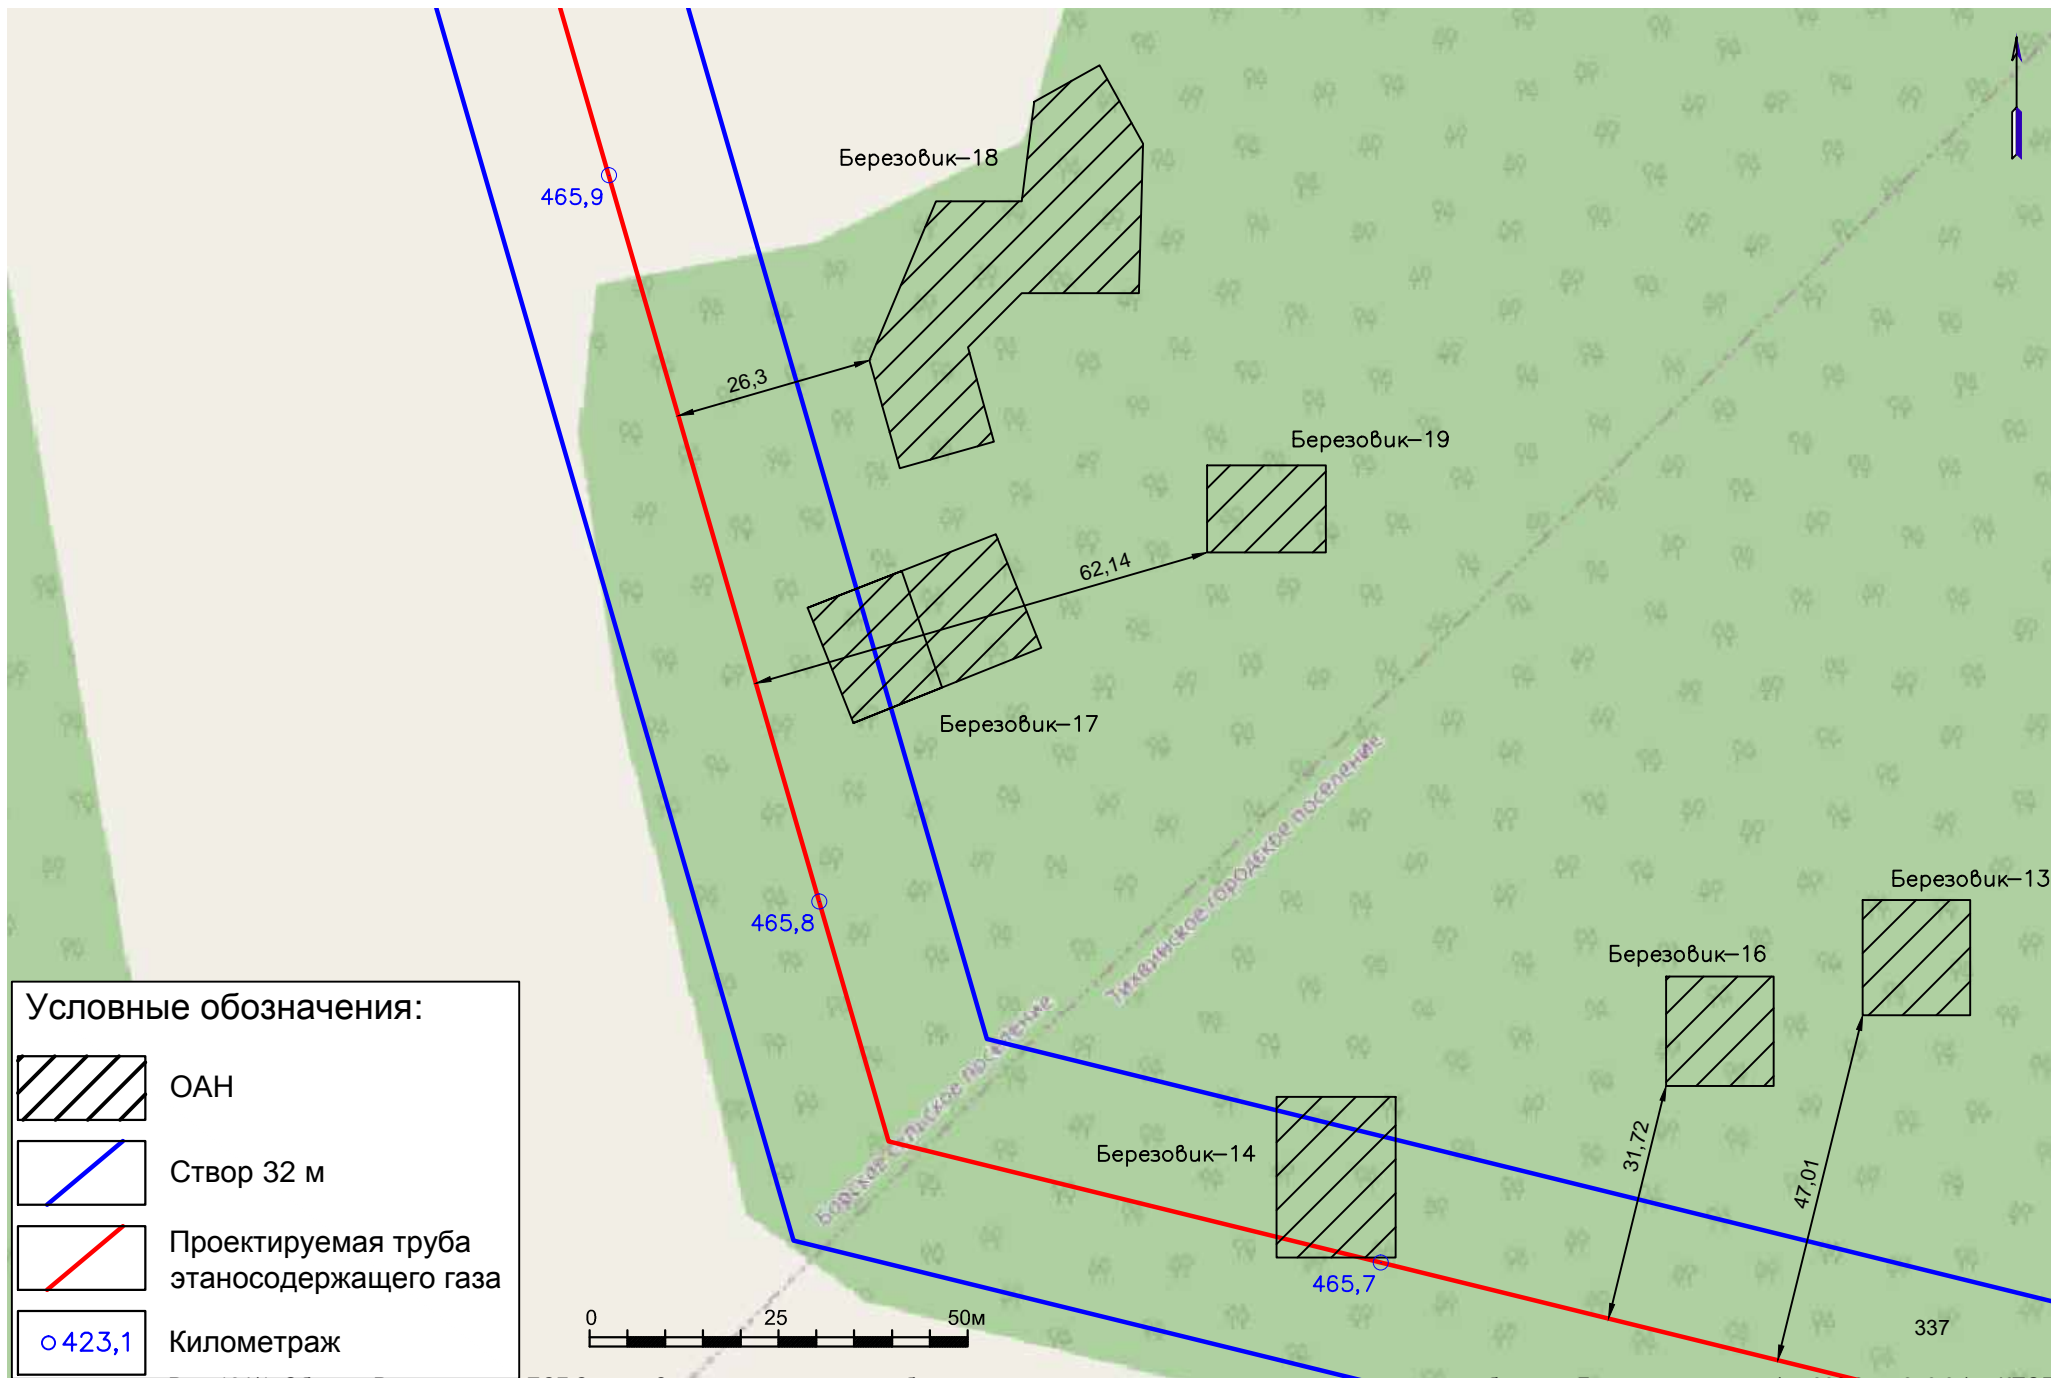 Березовик-18
465,9
26,3
Березовик-19
62,14
Березовик-17
Тихвинское городское поселение
465,8
Березовик-13
Березовик-16
Борское сельское поселение
Березовик-14
31,72
47,01
465,7
337
0 25 50м
Условные обозначения:
ОАН
Створ 32 м
Проектируемая труба
этаносодержащего газа
423,1 Километраж